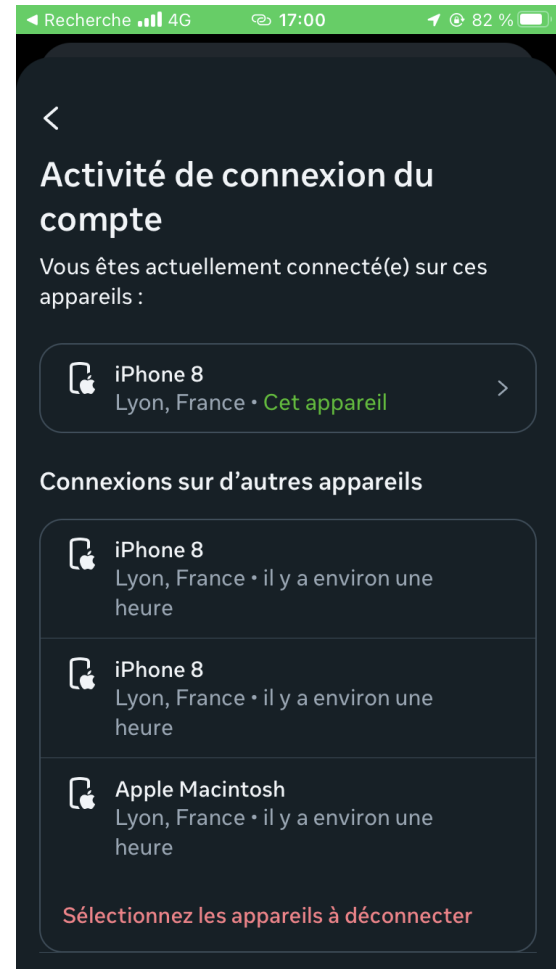 ◀ Recherche 4G 17:00 82 %
Activité de connexion du
compte
Vous êtes actuellement connecté(e) sur ces
appareils :
iPhone 8
Lyon, France • Cet appareil
Connexions sur d’autres appareils
iPhone 8
Lyon, France • il y a environ une
heure
iPhone 8
Lyon, France • il y a environ une
heure
Apple Macintosh
Lyon, France • il y a environ une
heure
Sélectionnez les appareils à déconnecter